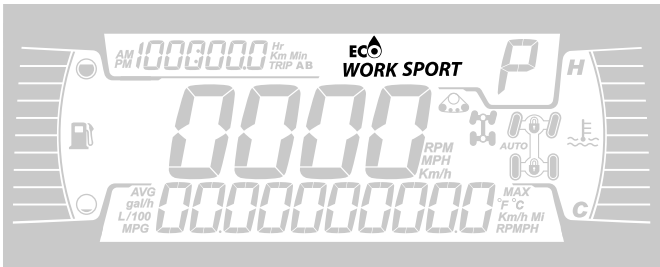 AM 100000.0 Hr
PM Km Min
TRIP A B
ECO
WORK SPORT
P
H
0000
AUTO
RPM
MPH
Km/h
AVG
gal/h
L/100
MPG
00.00000000.0
MAX
°F °C
Km/h Mi
RPMPH
C